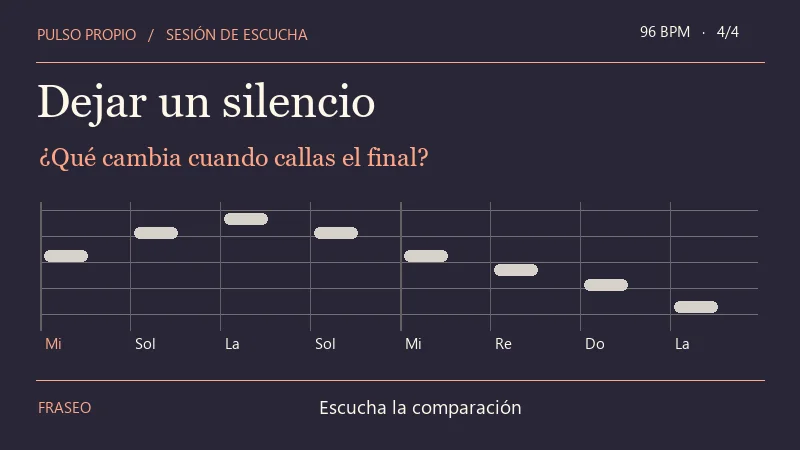 PULSO PROPIO / SESIÓN DE ESCUCHA
96 BPM · 4/4
Dejar un silencio
¿Qué cambia cuando callas el final?
Mi Sol La Sol Mi Re Do La
FRASEO
Escucha la comparación